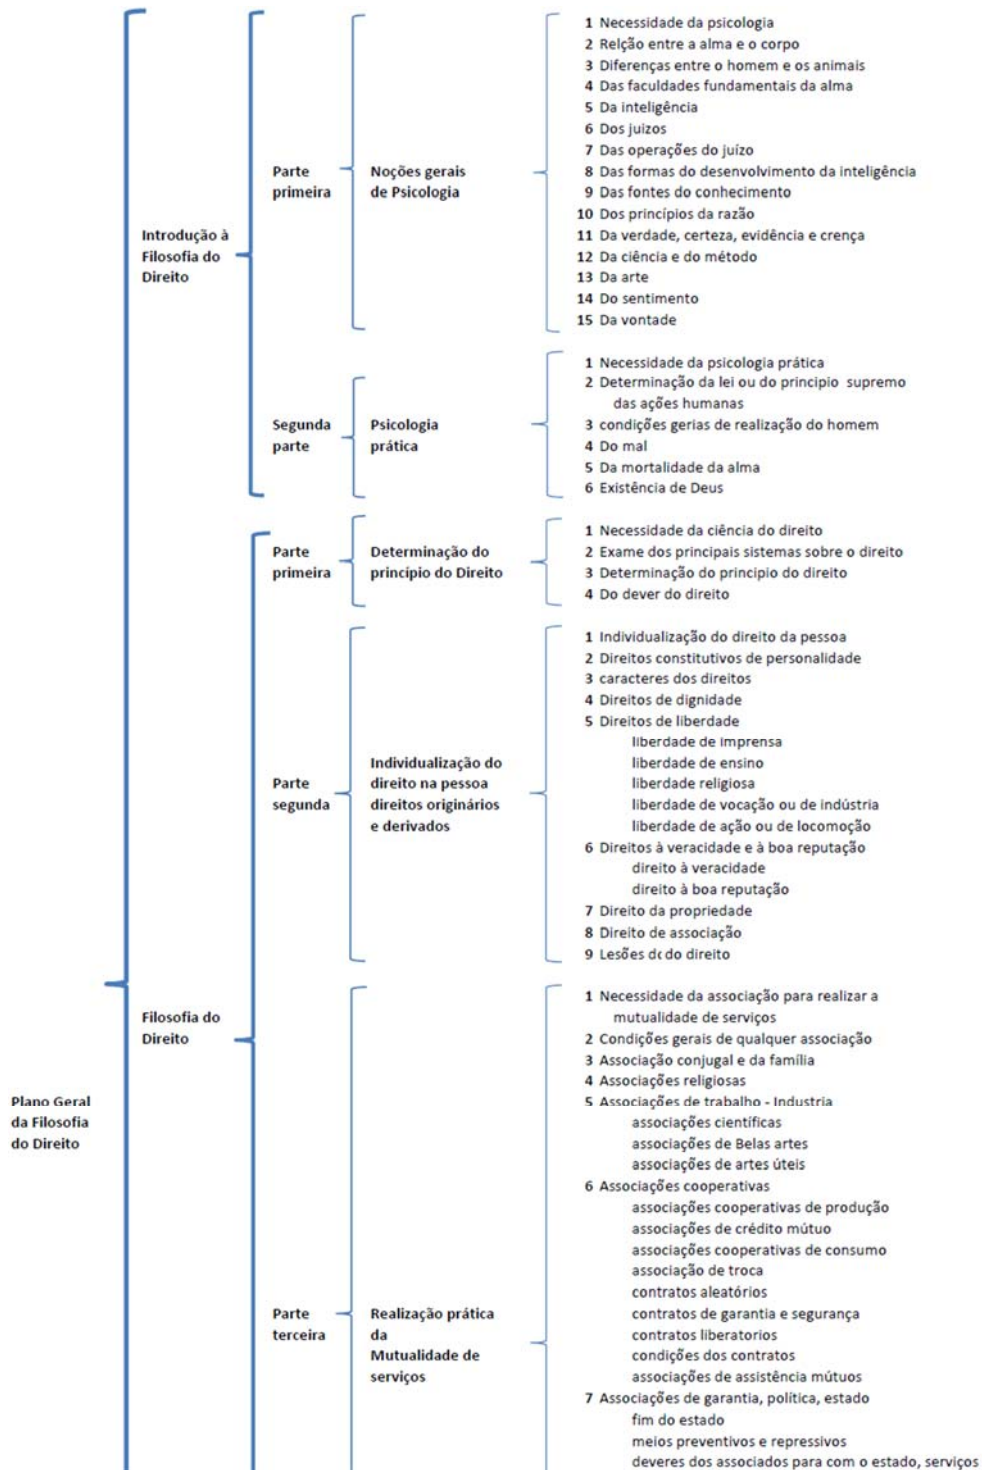 Plano Geral
da Filosofia
do Direito
Introdução à
Filosofia do
Direito
Parte
primeira
Noções gerais
de Psicologia
1 Necessidade da psicologia
2 Relção entre a alma e o corpo
3 Diferenças entre o homem e os animais
4 Das faculdades fundamentais da alma
5 Da inteligência
6 Dos juizos
7 Das operações do juízo
8 Das formas do desenvolvimento da inteligência
9 Das fontes do conhecimento
10 Dos princípios da razão
11 Da verdade, certeza, evidência e crença
12 Da ciência e do método
13 Da arte
14 Do sentimento
15 Da vontade
Segunda
parte
Psicologia
prática
1 Necessidade da psicologia prática
2 Determinação da lei ou do principio supremo
das ações humanas
3 condições gerias de realização do homem
4 Do mal
5 Da mortalidade da alma
6 Existência de Deus
Filosofia do
Direito
Parte
primeira
Determinação do
princípio do Direito
1 Necessidade da ciência do direito
2 Exame dos principais sistemas sobre o direito
3 Determinação do principio do direito
4 Do dever do direito
Parte
segunda
Individualização do
direito na pessoa
direitos originários
e derivados
1 Individualização do direito da pessoa
2 Direitos constitutivos de personalidade
3 caracteres dos direitos
4 Direitos de dignidade
5 Direitos de liberdade
liberdade de imprensa
liberdade de ensino
liberdade religiosa
liberdade de vocação ou de indústria
liberdade de ação ou de locomoção
6 Direitos à veracidade e à boa reputação
direito à veracidade
direito à boa reputação
7 Direito da propriedade
8 Direito de associação
9 Lesões do do direito
Parte
terceira
Realização prática
da
Mutualidade de
serviços
1 Necessidade da associação para realizar a
mutualidade de serviços
2 Condições gerais de qualquer associação
3 Associação conjugal e da família
4 Associações religiosas
5 Associações de trabalho - Industria
associações científicas
associações de Belas artes
associações de artes úteis
6 Associações cooperativas
associações cooperativas de produção
associações de crédito mútuo
associações cooperativas de consumo
associação de troca
contratos aleatórios
contratos de garantia e segurança
contratos liberatorios
condições dos contratos
associações de assistência mútuos
7 Associações de garantia, política, estado
fim do estado
meios preventivos e repressivos
deveres dos associados para com o estado, serviços